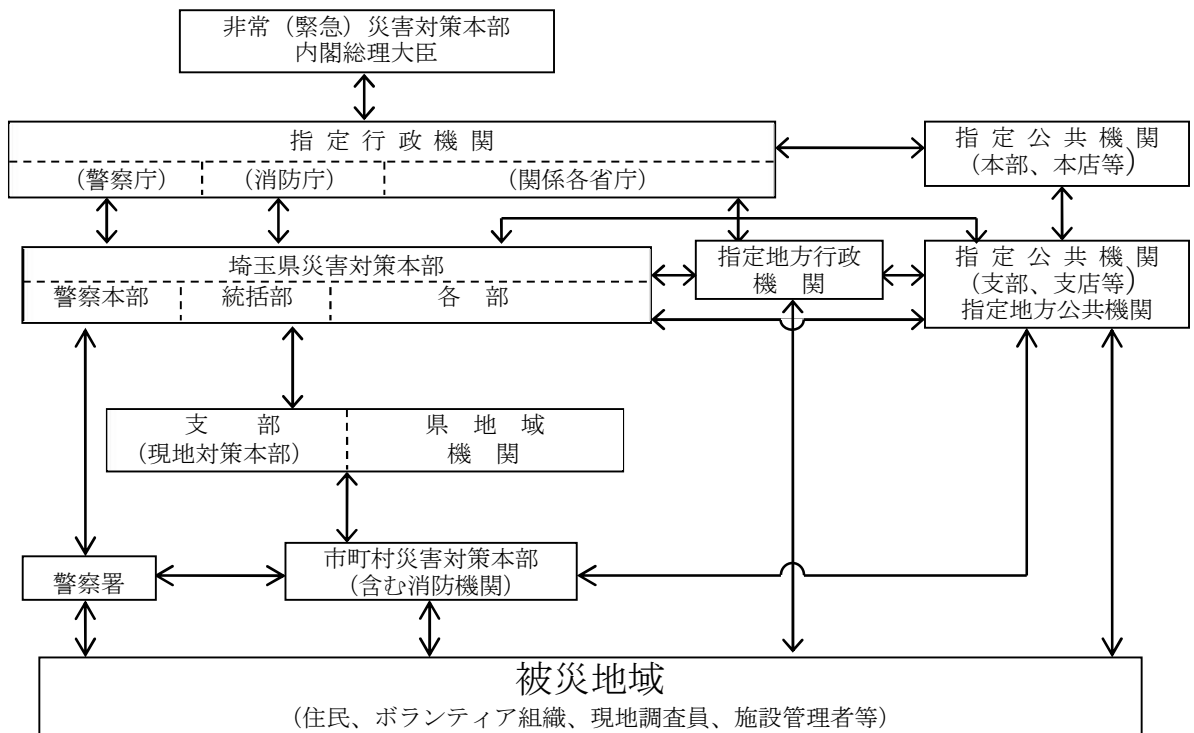 非常（緊急）災害対策本部
内閣総理大臣
指 定 行 政 機 関
（警察庁）
（消防庁）
（関係各省庁）
指 定 公 共 機 関
（本部、本店等）
埼玉県災害対策本部
警察本部
統括部
各 部
指定地方行政
機 関
指 定 公 共 機 関
（支部、支店等）
指定地方公共機関
支 部
（現地対策本部）
県 地 域
機 関
警察署
市町村災害対策本部
（含む消防機関）
被災地域
（住民、ボランティア組織、現地調査員、施設管理者等）